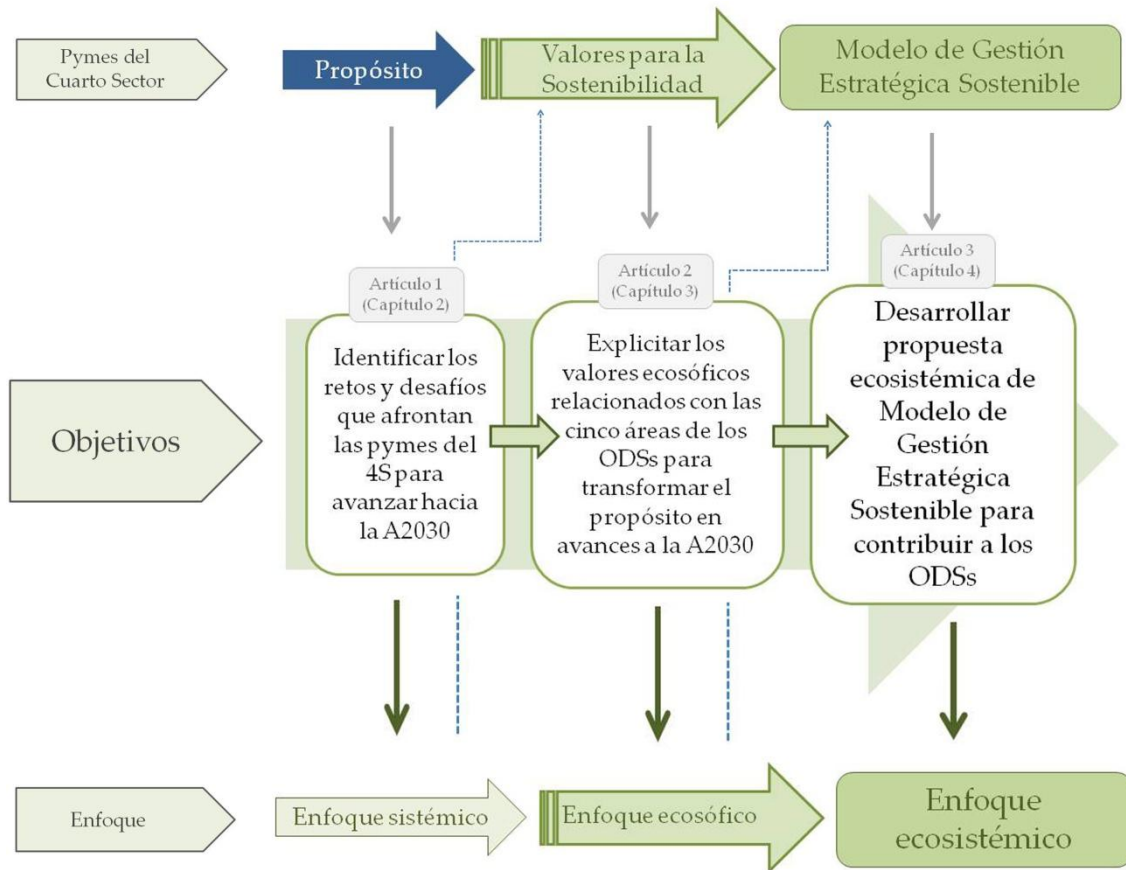 Pymes del
Cuarto Sector
Propósito
Valores para la
Sostenibilidad
Modelo de Gestión
Estratégica Sostenible
Artículo 1
(Capítulo 2)
Artículo 2
(Capítulo 3)
Artículo 3
(Capítulo 4)
Objetivos
Identificar los
retos y desafíos
que afrontan
las pymes del
4S para
avanzar hacia
la A2030
Explicitar los
valores ecosóficos
relacionados con las
cinco áreas de los
ODSs para
transformar el
propósito en
avances a la A2030
Desarrollar
propuesta
ecosistémica de
Modelo de
Gestión
Estratégica
Sostenible para
contribuir a los
ODSs
Enfoque
Enfoque sistémico
Enfoque ecosófico
Enfoque
ecosistémico